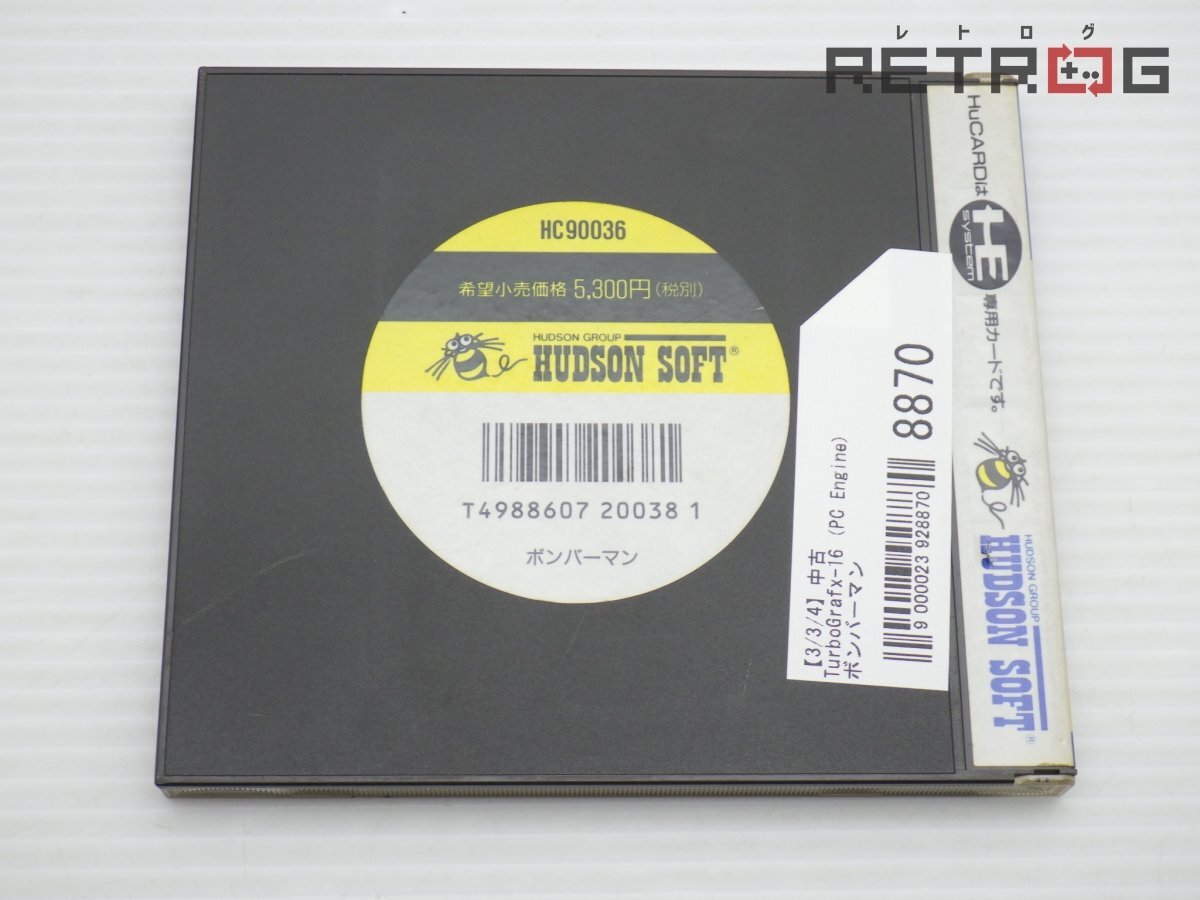 レトログ
RETROG
HC90036
希望小売価格 5,300円(税別)
HUDSON GROUP
HUDSON SOFT®
T4988607 20038 1
ボンバーマン
【3/3/4】中古
TurboGrafx-16 (PC Engine)
ボンバーマン
9 000023 928870
8870
HuCARDは
HE
system
専用カードです。
HUDSON GROUP
HUDSON SOFT®